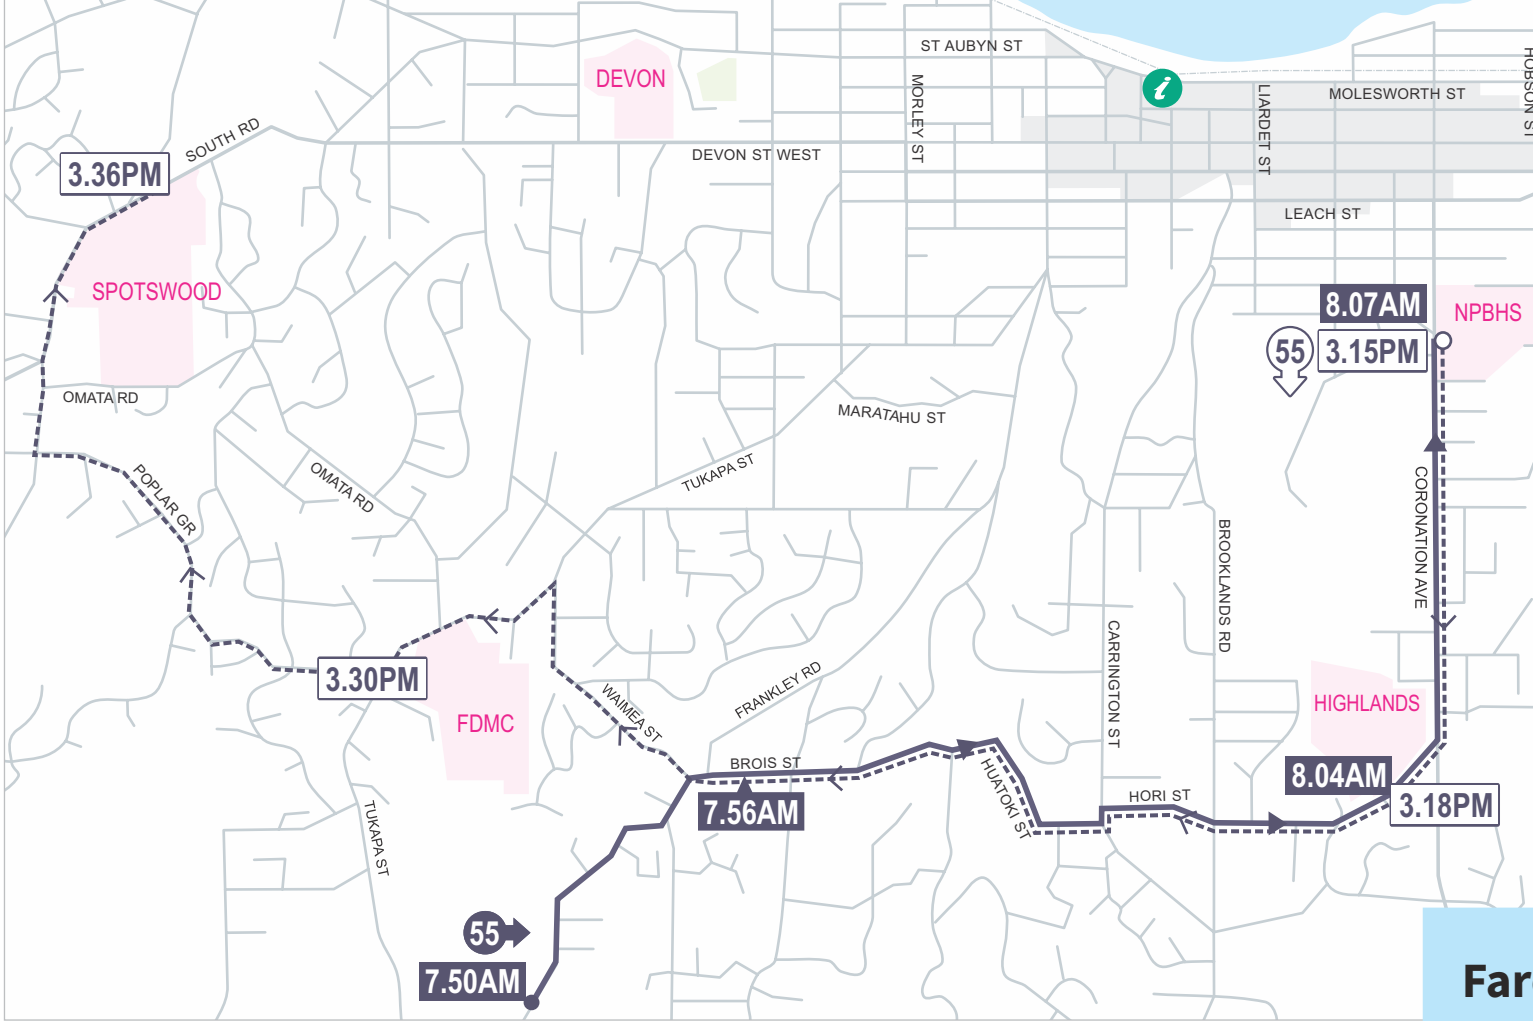 ST AUBYN ST
DEVON
MORLEY ST
i
LIARDET ST
MOLESWORTH ST
HOBSON ST
SOUTH RD
DEVON ST WEST
3.36PM
LEACH ST
SPOTSWOOD
8.07AM
NPBHS
55
3.15PM
OMATA RD
MARATAHU ST
POPLAR GR
OMATA RD
TUKAPA ST
CORONATION AVE
BROOKLANDS RD
CARRINGTON ST
3.30PM
WAIMEA ST
FRANKLEY RD
FDMC
HIGHLANDS
BROIS ST
HUATOKI ST
8.04AM
7.56AM
HORI ST
3.18PM
TUKAPA ST
55
7.50AM